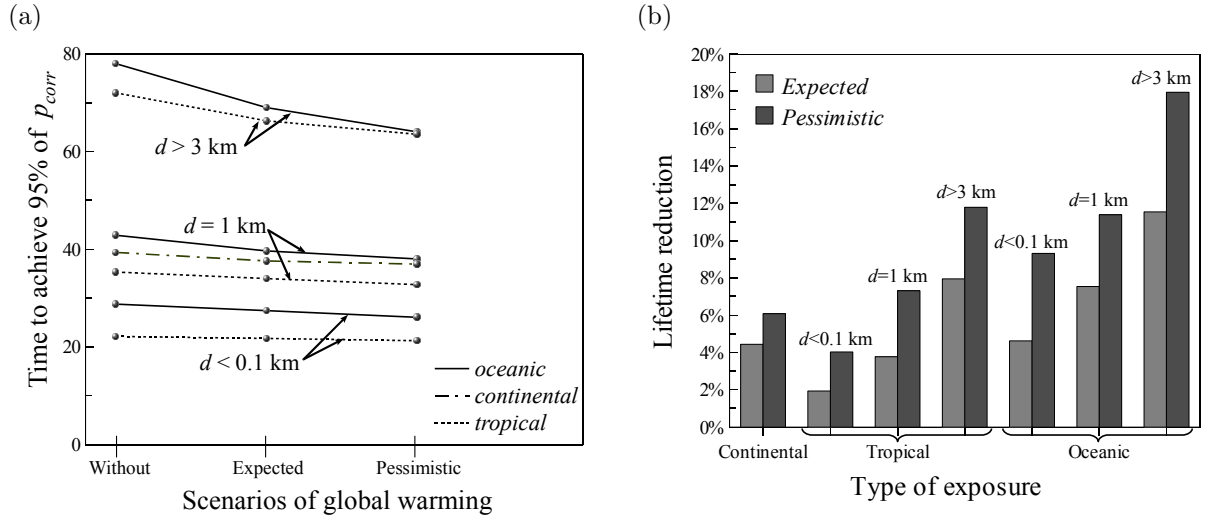 (a)
Time to achieve 95% of p_corr
80
60
40
20
0
d > 3 km
d = 1 km
d < 0.1 km
oceanic
continental
tropical
Without
Expected
Pessimistic
Scenarios of global warming
(b)
Lifetime reduction
20%
18%
16%
14%
12%
10%
8%
6%
4%
2%
0%
Expected
Pessimistic
d<0.1 km
d=1 km
d>3 km
d<0.1 km
d=1 km
d>3 km
Continental
Tropical
Oceanic
Type of exposure